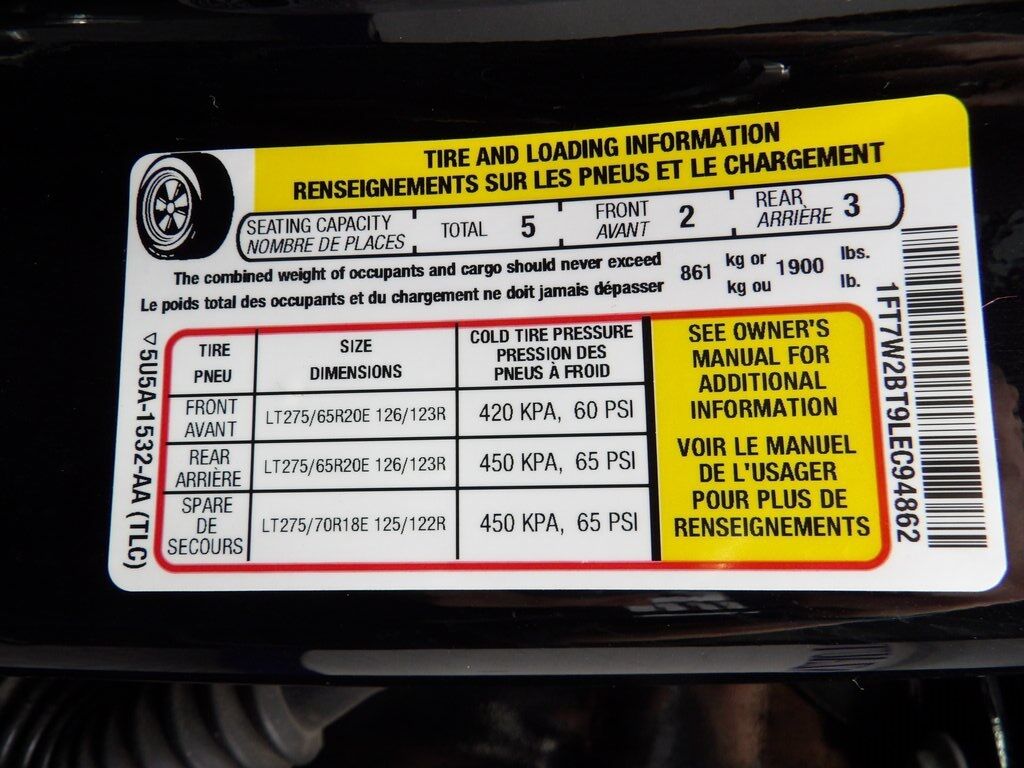 TIRE AND LOADING INFORMATION
RENSEIGNEMENTS SUR LES PNEUS ET LE CHARGEMENT
SEATING CAPACITY
NOMBRE DE PLACES
TOTAL 5
FRONT
AVANT
2
REAR
ARRIÈRE
3
The combined weight of occupants and cargo should never exceed
Le poids total des occupants et du chargement ne doit jamais dépasser
861
kg or
kg ou
1900
lbs.
lb.
TIRE
PNEU
SIZE
DIMENSIONS
COLD TIRE PRESSURE
PRESSION DES
PNEUS À FROID
FRONT
AVANT
LT275/65R20E 126/123R
420 KPA, 60 PSI
REAR
ARRIÈRE
LT275/65R20E 126/123R
450 KPA, 65 PSI
SPARE
DE
SECOURS
LT275/70R18E 125/122R
450 KPA, 65 PSI
SEE OWNER'S
MANUAL FOR
ADDITIONAL
INFORMATION
VOIR LE MANUEL
DE L'USAGER
POUR PLUS DE
RENSEIGNEMENTS
5U5A-1532-AA (TLC)
1FT7W2BT9LEC94862